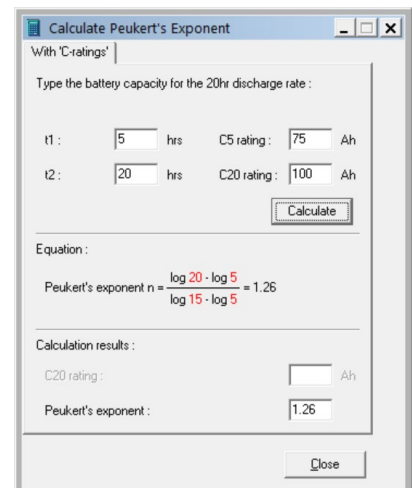 Calculate Peukert's Exponent
With 'C-ratings'
Type the battery capacity for the 20hr discharge rate :
t1 : 5 hrs C5 rating : 75 Ah
t2 : 20 hrs C20 rating : 100 Ah
Calculate
Equation :
log 20 - log 5
Peukert's exponent n = = 1.26
log 15 - log 5
Calculation results :
C20 rating : Ah
Peukert's exponent : 1.26
Close